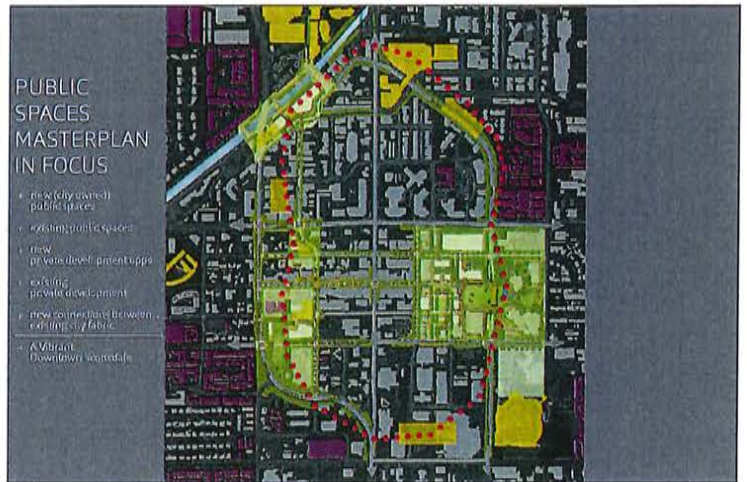 PUBLIC
SPACES
MASTERPLAN
IN FOCUS
new (city owned)
public spaces
existing public spaces
new
private development opps
existing
private development
new connections between
existing city fabric
A Vibrant
Downtown Scottsdale